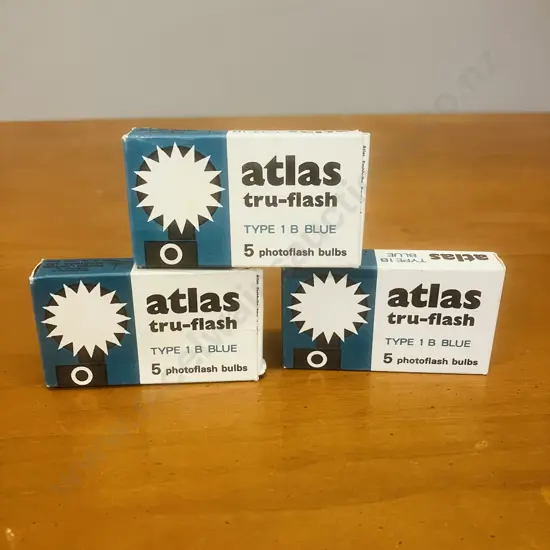 atlas
tru-flash
TYPE 1 B BLUE
5 photoflash bulbs
atlas
tru-flash
TYPE 1 B BLUE
5 photoflash bulbs
TYPE 1B
BLUE
atlas
atlas
tru-flash
TYPE 1 B BLUE
5 photoflash bulbs